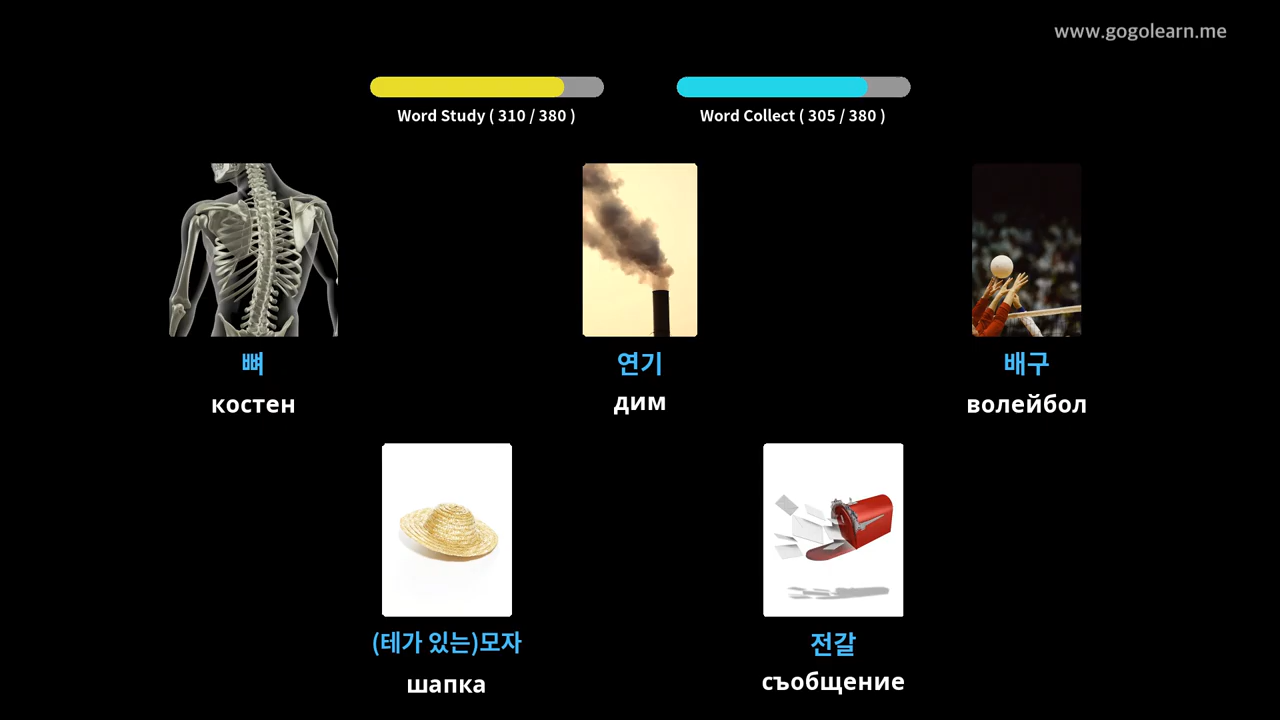 www.gogolearn.me
Word Study ( 310 / 380 )
Word Collect ( 305 / 380 )
뼈
연기
배구
костен
дим
волейбол
(테가 있는)모자
전갈
шапка
съобщение